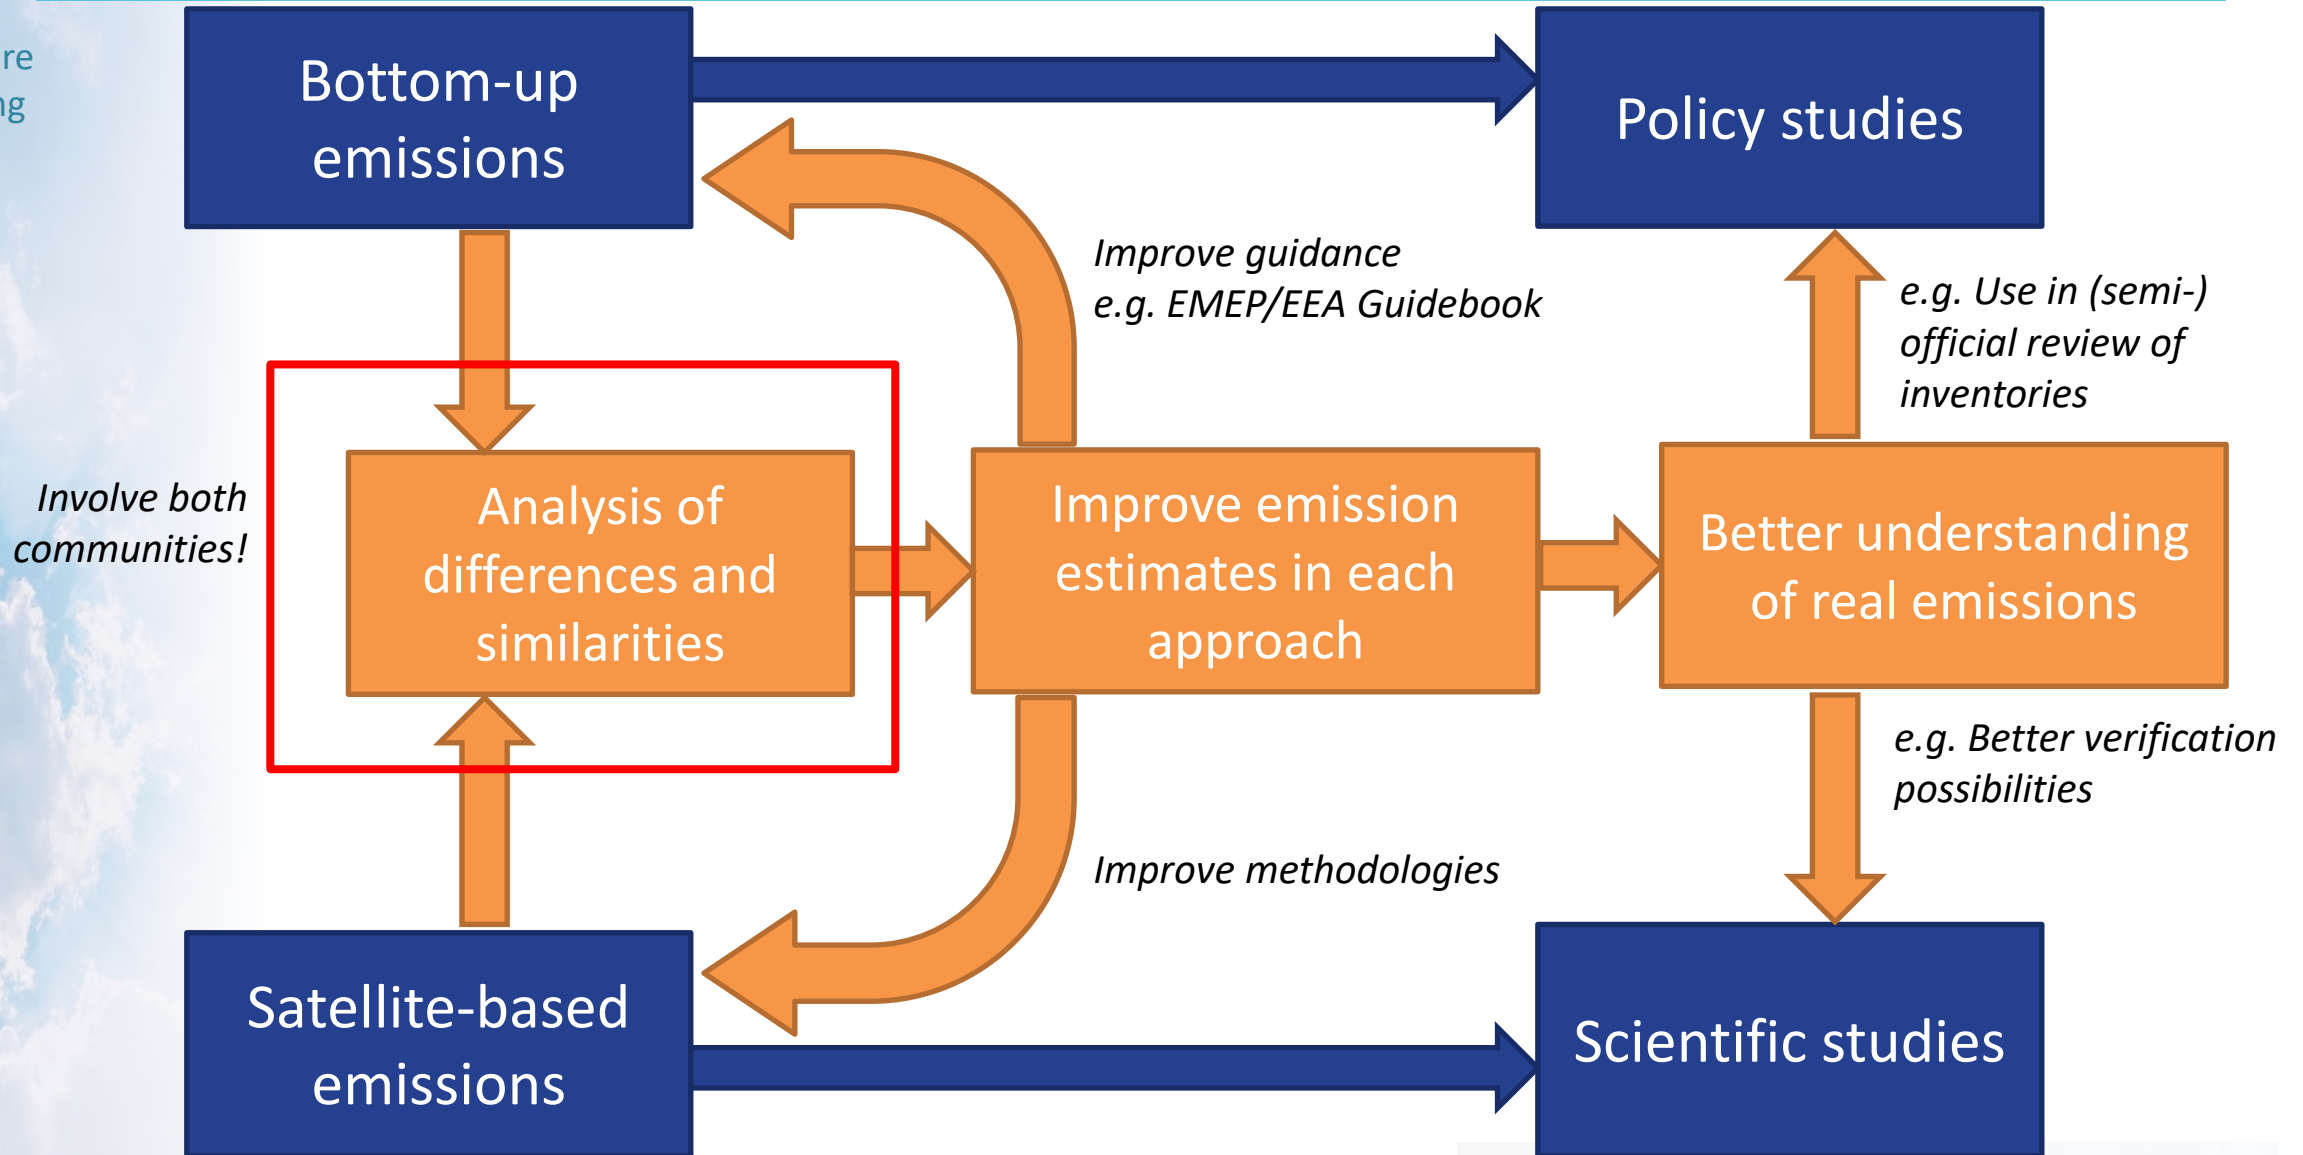 Bottom-up
emissions
Policy studies
Improve guidance
e.g. EMEP/EEA Guidebook
e.g. Use in (semi-)
official review of
inventories
Involve both
communities!
Analysis of
differences and
similarities
Improve emission
estimates in each
approach
Better understanding
of real emissions
e.g. Better verification
possibilities
Improve methodologies
Satellite-based
emissions
Scientific studies